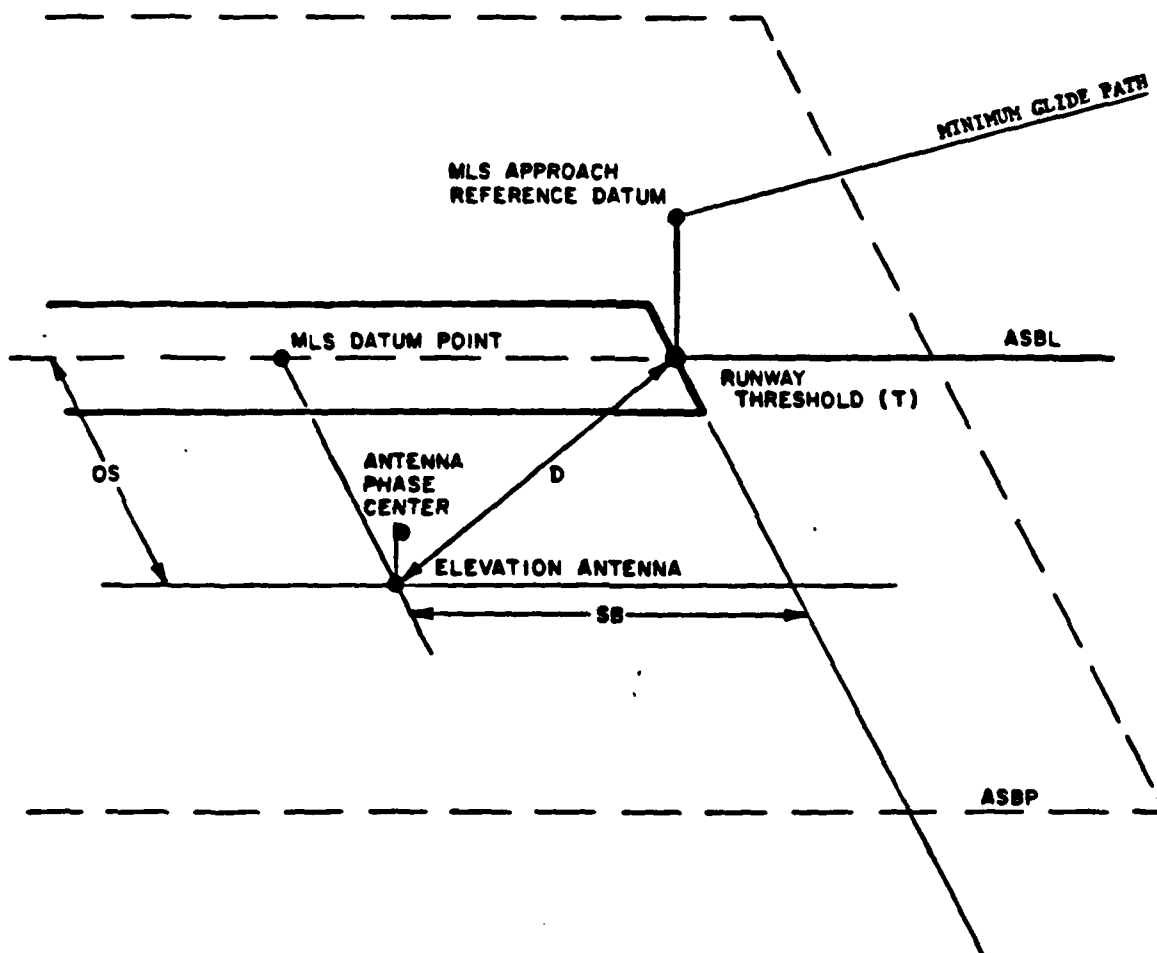 MINIMUM GLIDE PATH
MLS APPROACH
REFERENCE DATUM
MLS DATUM POINT
ASBL
RUNWAY
THRESHOLD (T)
ANTENNA
PHASE
CENTER
OS
D
ELEVATION ANTENNA
SB
ASBP